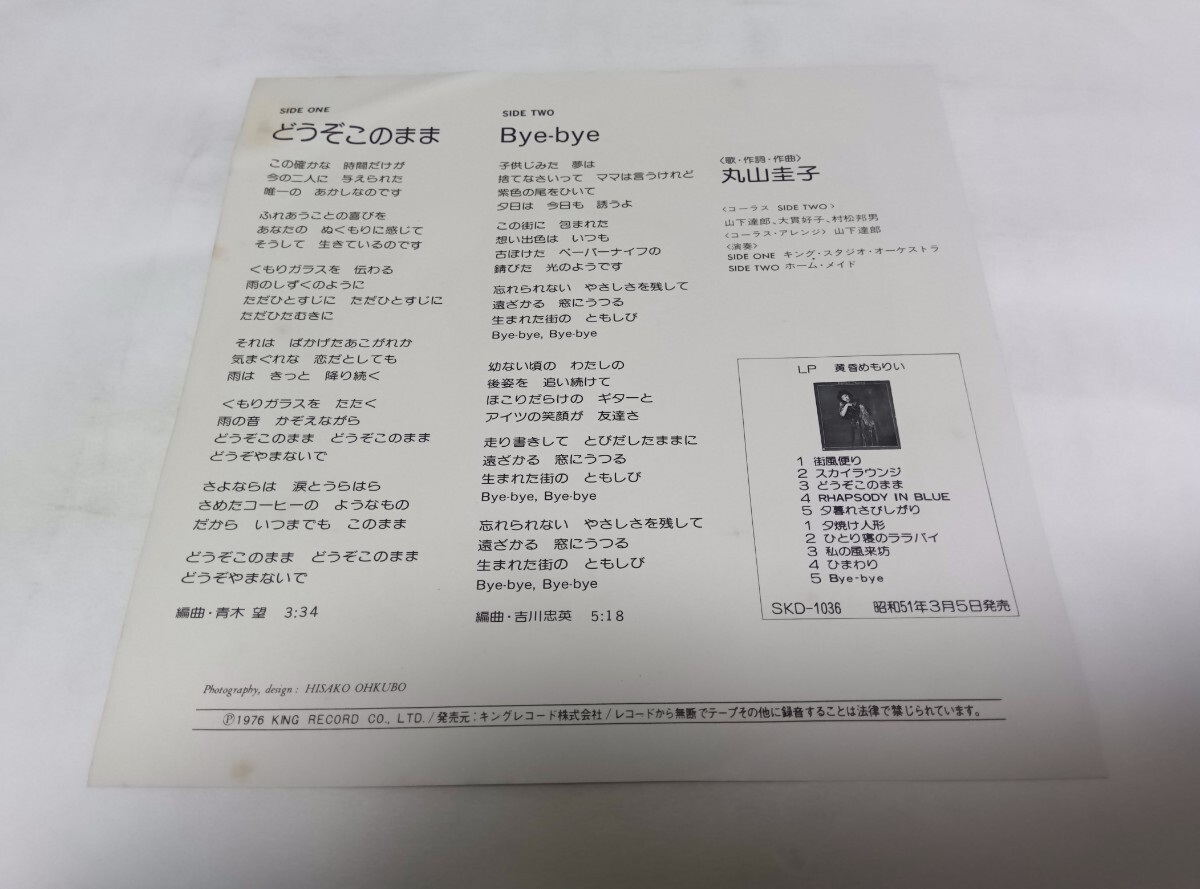 SIDE ONE
どうぞこのまま
この確かな 時間だけが
今の二人に 与えられた
唯一の あかしなのです
ふれあうことの喜びを
あなたの ぬくもりに感じて
そうして 生きているのです
くもりガラスを 伝わる
雨のしずくのように
ただひとすじに ただひとすじに
ただひたむきに
それは ばかげたあこがれか
気まぐれな 恋だとしても
雨は きっと 降り続く
くもりガラスを たたく
雨の音 かぞえながら
どうぞこのまま どうぞこのまま
どうぞやまないで
さよならは 涙とうらはら
さめたコーヒーの ようなもの
だから いつまでも このまま
どうぞこのまま どうぞこのまま
どうぞやまないで
編曲・青木 望 3:34
SIDE TWO
Bye-bye
子供じみた 夢は
捨てなさいって ママは言うけれど
紫色の尾をひいて
夕日は 今日も 誘うよ
この街に 包まれた
想い出色は いつも
古ぼけた ペーパーナイフの
錆びた 光のようです
忘れられない やさしさを残して
遠ざかる 窓にうつる
生まれた街の ともしび
Bye-bye, Bye-bye
幼ない頃の わたしの
後姿を 追い続けて
ほこりだらけの ギターと
アイツの笑顔が 友達さ
走り書きして とびだしたままに
遠ざかる 窓にうつる
生まれた街の ともしび
Bye-bye, Bye-bye
忘れられない やさしさを残して
遠ざかる 窓にうつる
生まれた街の ともしび
Bye-bye, Bye-bye
編曲・吉川忠英 5:18
〈歌・作詞・作曲〉
丸山圭子
〈コーラス SIDE TWO〉
山下達郎、大貫好子、村松邦男
〈コーラス・アレンジ〉山下達郎
〈演奏〉
SIDE ONE キング・スタジオ・オーケストラ
SIDE TWO ホーム・メイド
LP 黄昏めもりい
1 街風便り
2 スカイラウンジ
3 どうぞこのまま
4 RHAPSODY IN BLUE
5 夕暮れさびしがり
1 夕焼け人形
2 ひとり寝のララバイ
3 私の風来坊
4 ひまわり
5 Bye-bye
SKD-1036 昭和51年3月5日発売
Photography, design : HISAKO OHKUBO
Ⓟ1976 KING RECORD CO., LTD./発売元:キングレコード株式会社/レコードから無断でテープその他に録音することは法律で禁じられています。